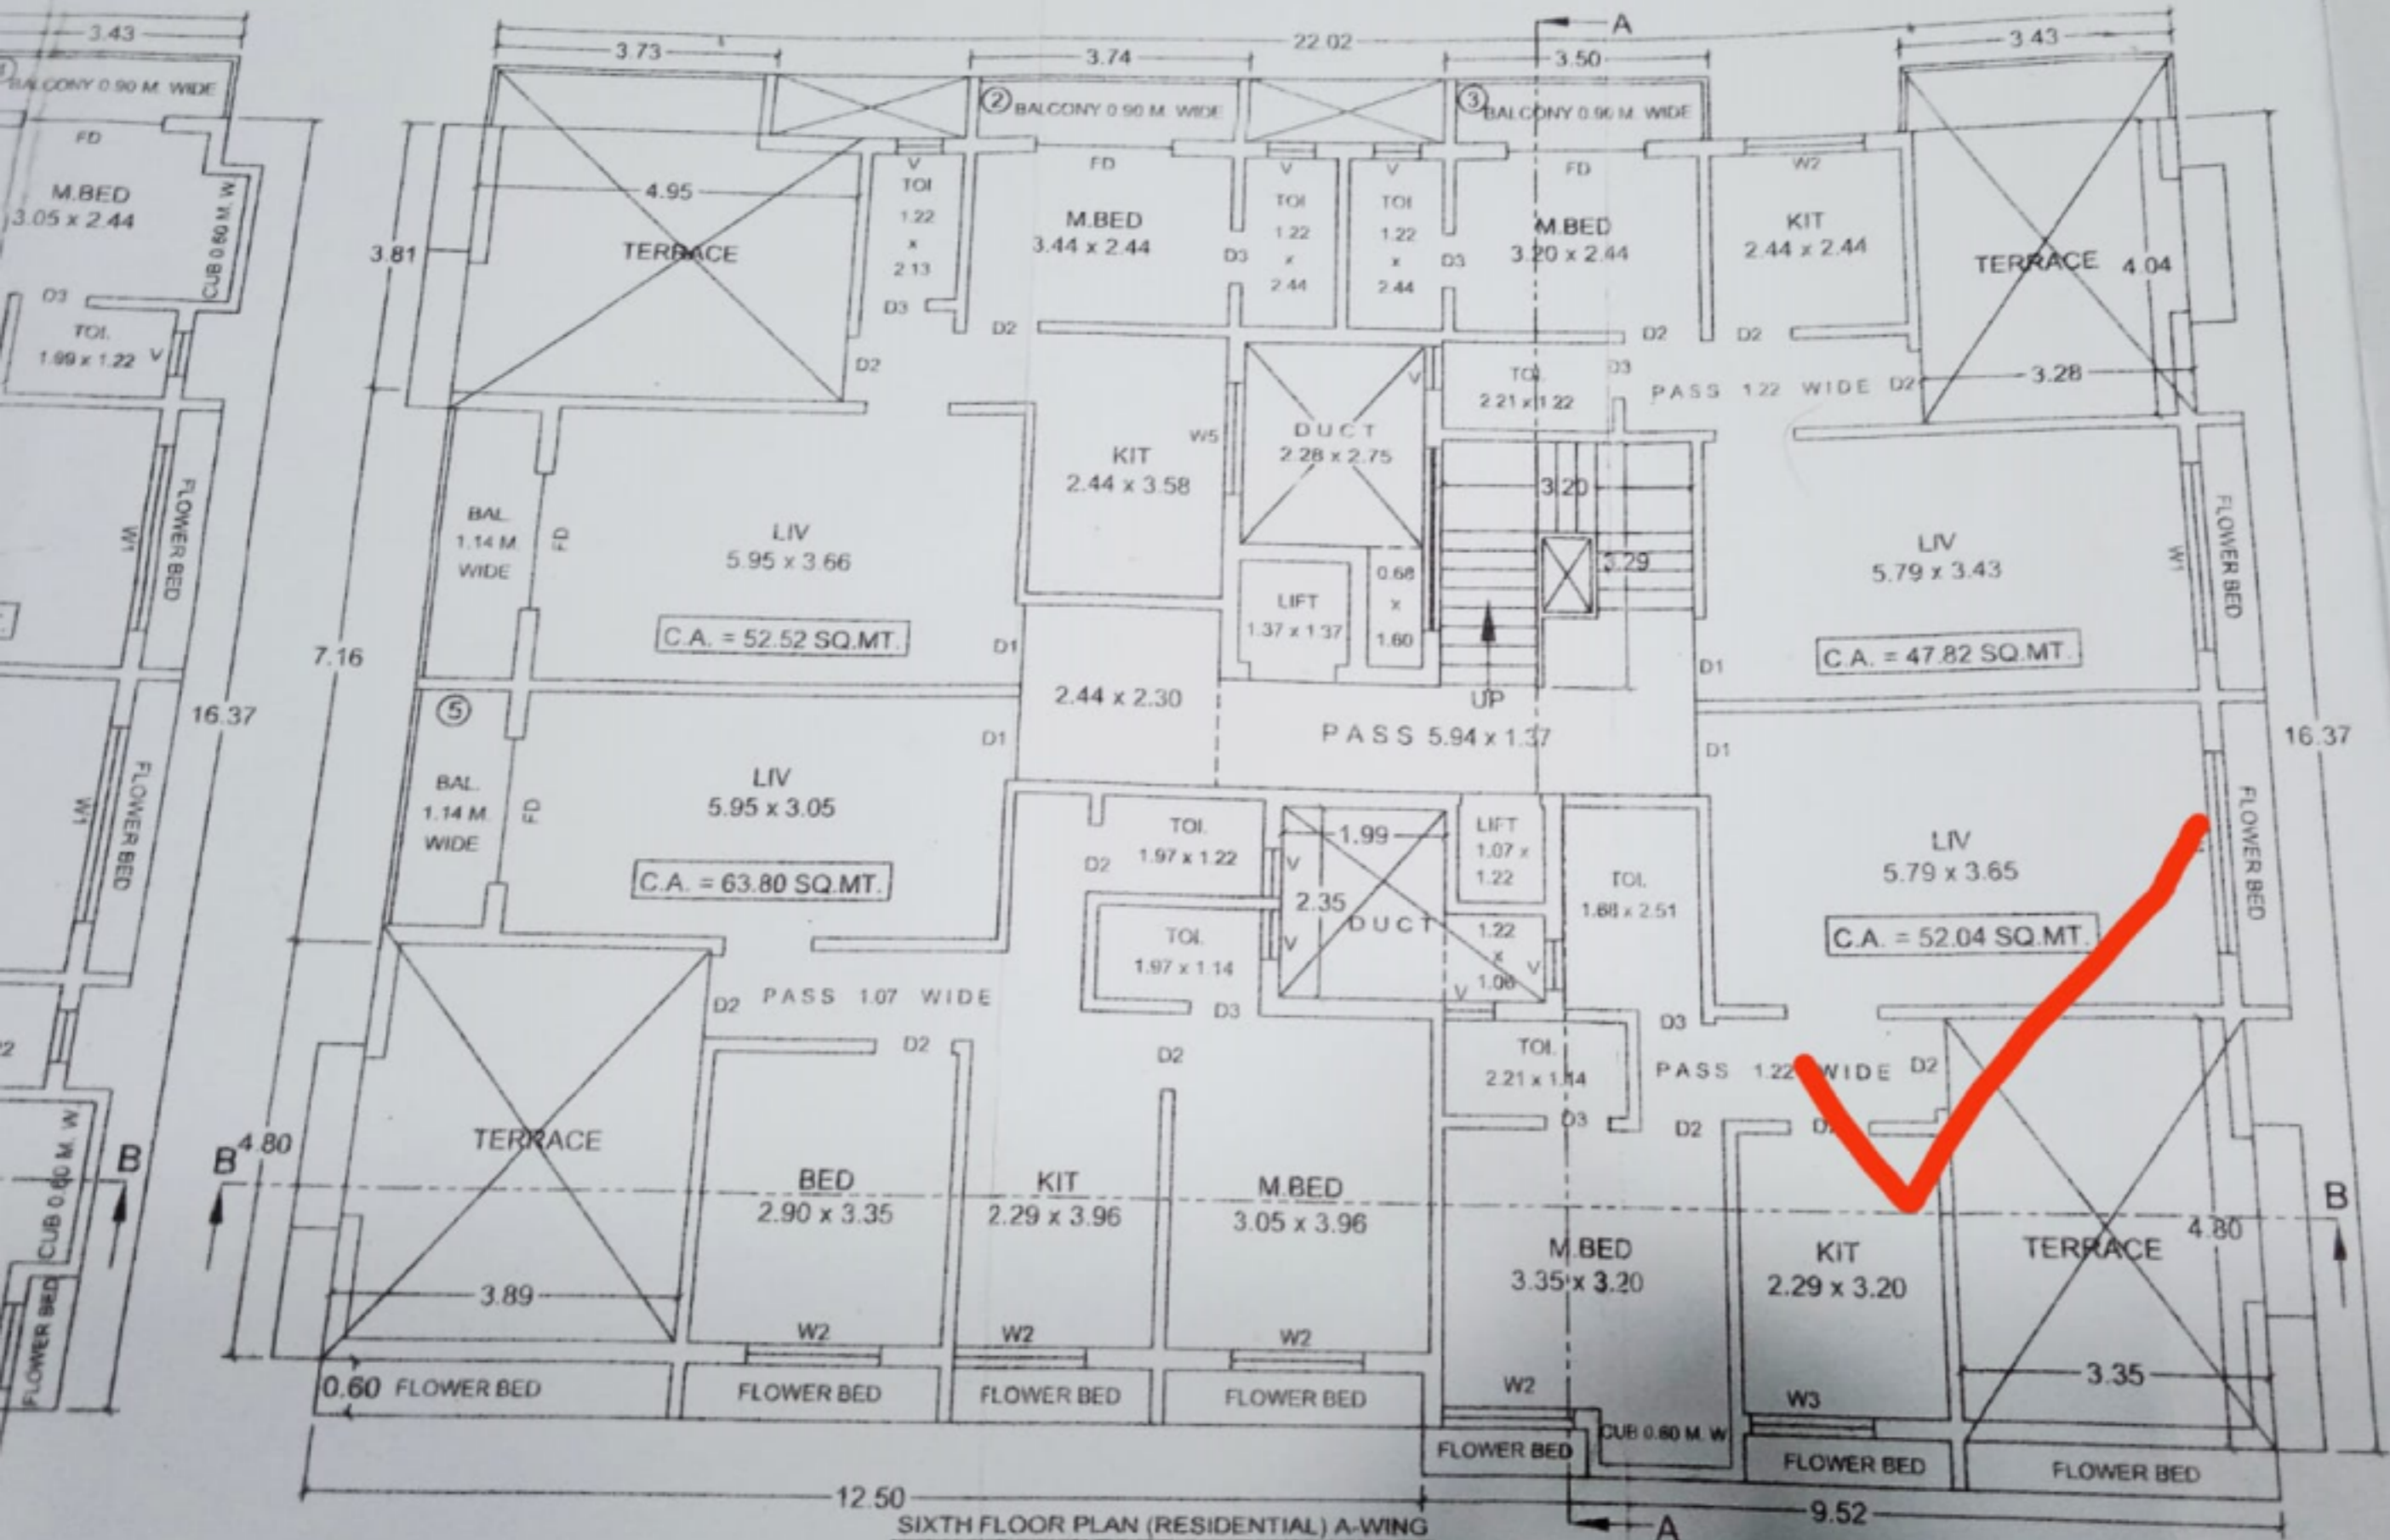 3.43
BALCONY 0.90 M. WIDE
FD
M.BED
3.05 x 2.44
CUB 0.60 M. W
D3
TOI.
1.99 x 1.22
V
W1
FLOWER BED
16.37
W1
FLOWER BED
CUB 0.60 M. W.
B
FLOWER BED
22.02
A
3.73
3.74
3.50
3.43
②
BALCONY 0.90 M. WIDE
③
BALCONY 0.90 M. WIDE
3.81
4.95
TERRACE
V
TOI
1.22
x
2.13
D3
D2
FD
M.BED
3.44 x 2.44
D2
D3
V
TOI
1.22
x
2.44
V
TOI
1.22
x
2.44
D3
FD
M.BED
3.20 x 2.44
D2
W2
KIT
2.44 x 2.44
D2
TERRACE
4.04
3.28
TOI.
2.21 x 1.22
V
D3
PASS 1.22 WIDE
D2
7.16
BAL.
1.14 M.
WIDE
FD
LIV
5.95 x 3.66
C.A. = 52.52 SQ.MT.
D1
KIT
2.44 x 3.58
W5
DUCT
2.28 x 2.75
LIFT
1.37 x 1.37
0.68
x
1.60
3.20
3.29
UP
LIV
5.79 x 3.43
C.A. = 47.82 SQ.MT.
D1
W1
FLOWER BED
⑤
BAL.
1.14 M.
WIDE
FD
LIV
5.95 x 3.05
C.A. = 63.80 SQ.MT.
D1
2.44 x 2.30
PASS 5.94 x 1.37
D1
16.37
TOI.
1.97 x 1.22
D2
V
TOI.
1.97 x 1.14
V
D3
1.99
2.35
DUCT
LIFT
1.07 x
1.22
1.22
x
1.06
V
V
TOI.
1.68 x 2.51
D3
LIV
5.79 x 3.65
C.A. = 52.04 SQ.MT.
FLOWER BED
D2
PASS 1.07 WIDE
D2
D2
TOI.
2.21 x 1.14
D3
PASS 1.22 WIDE
D2
D2
B
4.80
TERRACE
3.89
BED
2.90 x 3.35
W2
KIT
2.29 x 3.96
W2
M.BED
3.05 x 3.96
W2
M.BED
3.35 x 3.20
W2
KIT
2.29 x 3.20
W3
TERRACE
4.80
3.35
B
0.60
FLOWER BED
FLOWER BED
FLOWER BED
FLOWER BED
FLOWER BED
CUB 0.60 M. W
FLOWER BED
FLOWER BED
12.50
9.52
SIXTH FLOOR PLAN (RESIDENTIAL) A-WING
A